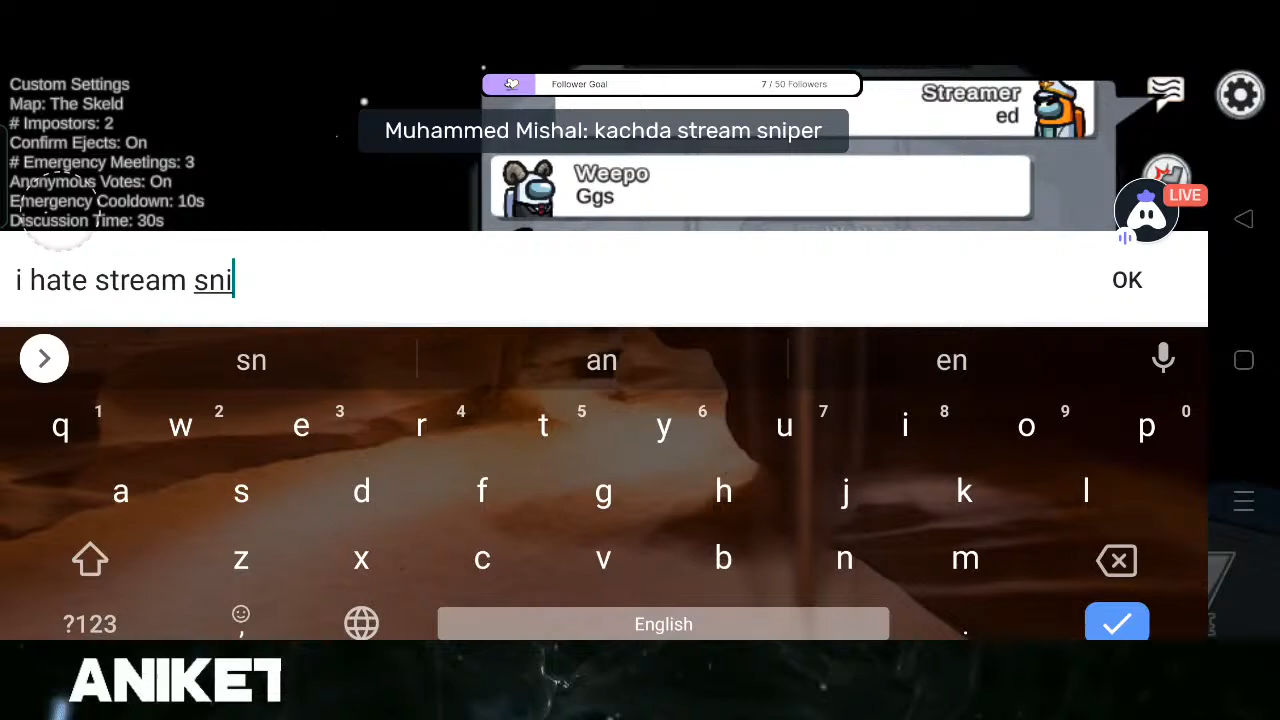 Custom Settings
Map: The Skeld
# Impostors: 2
Confirm Ejects: On
# Emergency Meetings: 3
Anonymous Votes: On
Emergency Cooldown: 10s
Discussion Time: 30s
Follower Goal 7 / 50 Followers
Streamer
ed
Muhammed Mishal: kachda stream sniper
Weepo
Ggs
LIVE
i hate stream sni
OK
sn an en
1 2 3 4 5 6 7 8 9 0
q w e r t y u i o p
a s d f g h j k l
z x c v b n m
?123 , English .
ANIKET